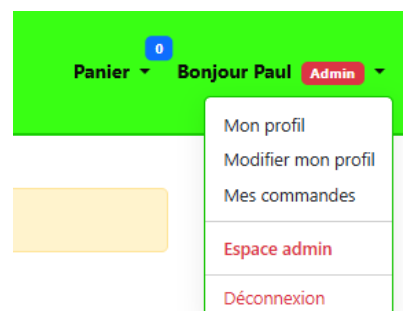 0
Panier Bonjour Paul Admin
Mon profil
Modifier mon profil
Mes commandes
Espace admin
Déconnexion